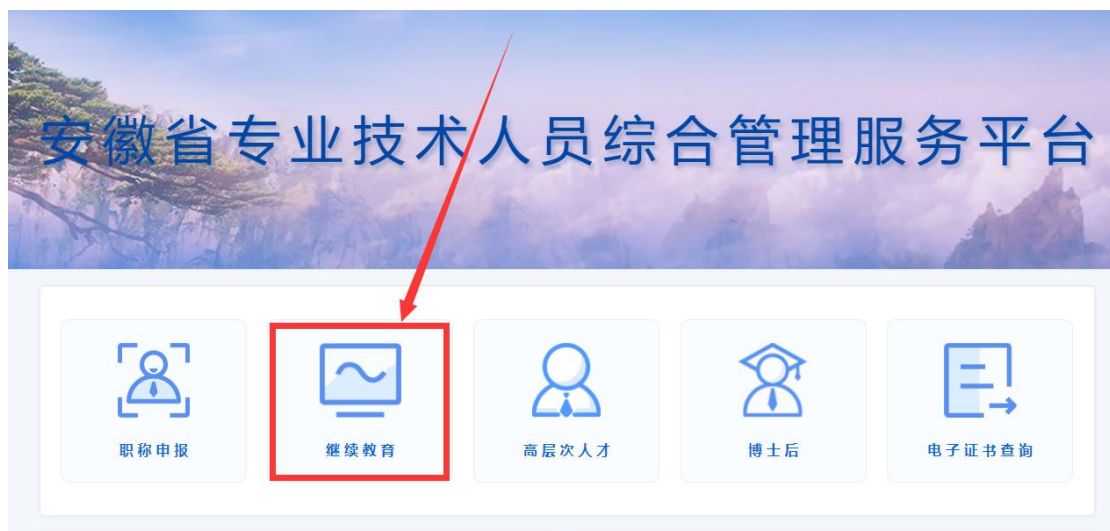 安徽省专业技术人员综合管理服务平台
职称申报
继续教育
高层次人才
博士后
电子证书查询